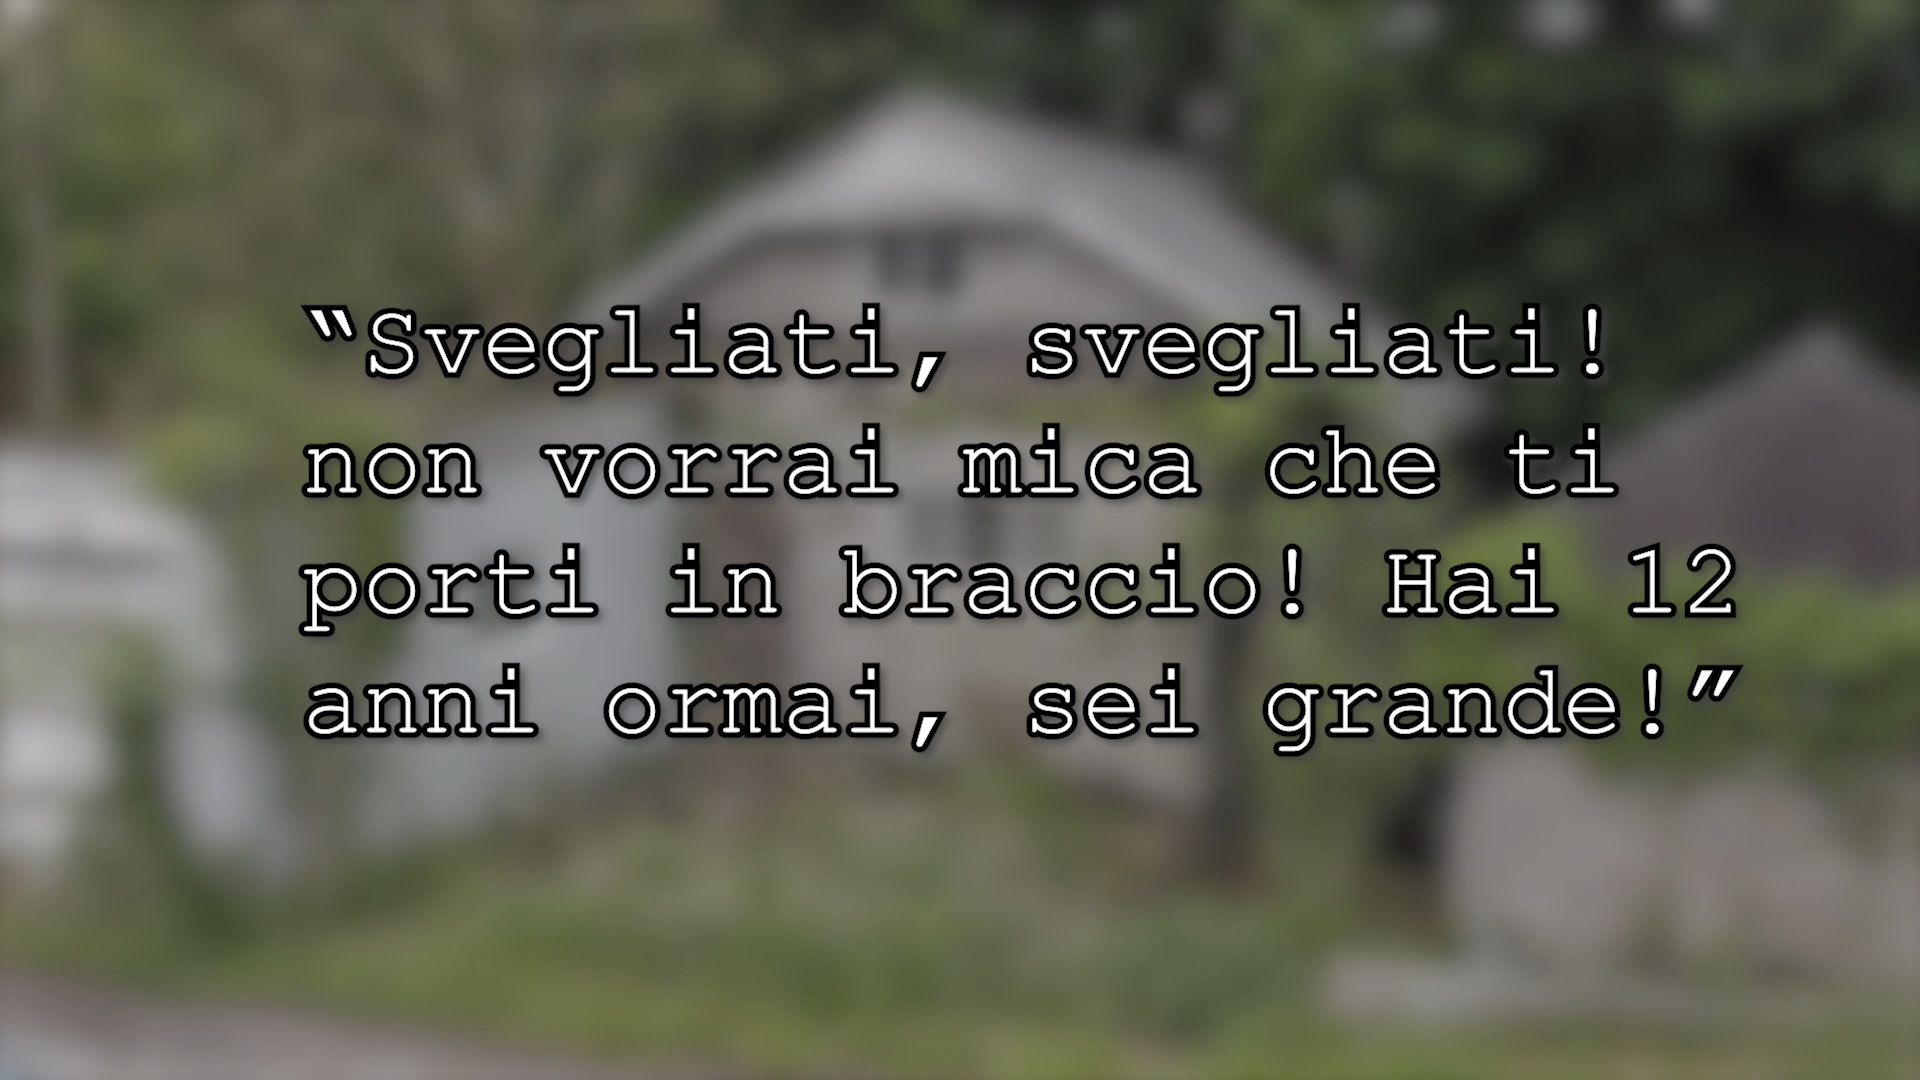 “Svegliati, svegliati!
non vorrai mica che ti
porti in braccio! Hai 12
anni ormai, sei grande!”